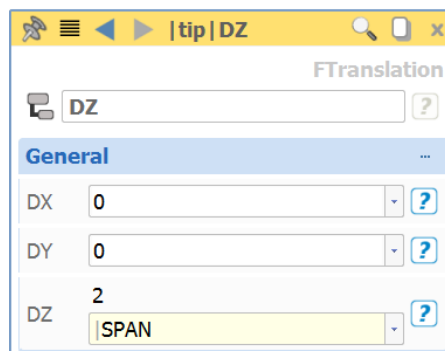 |tip|DZ
FTranslation
DZ
General
DX 0
DY 0
2
DZ
|SPAN